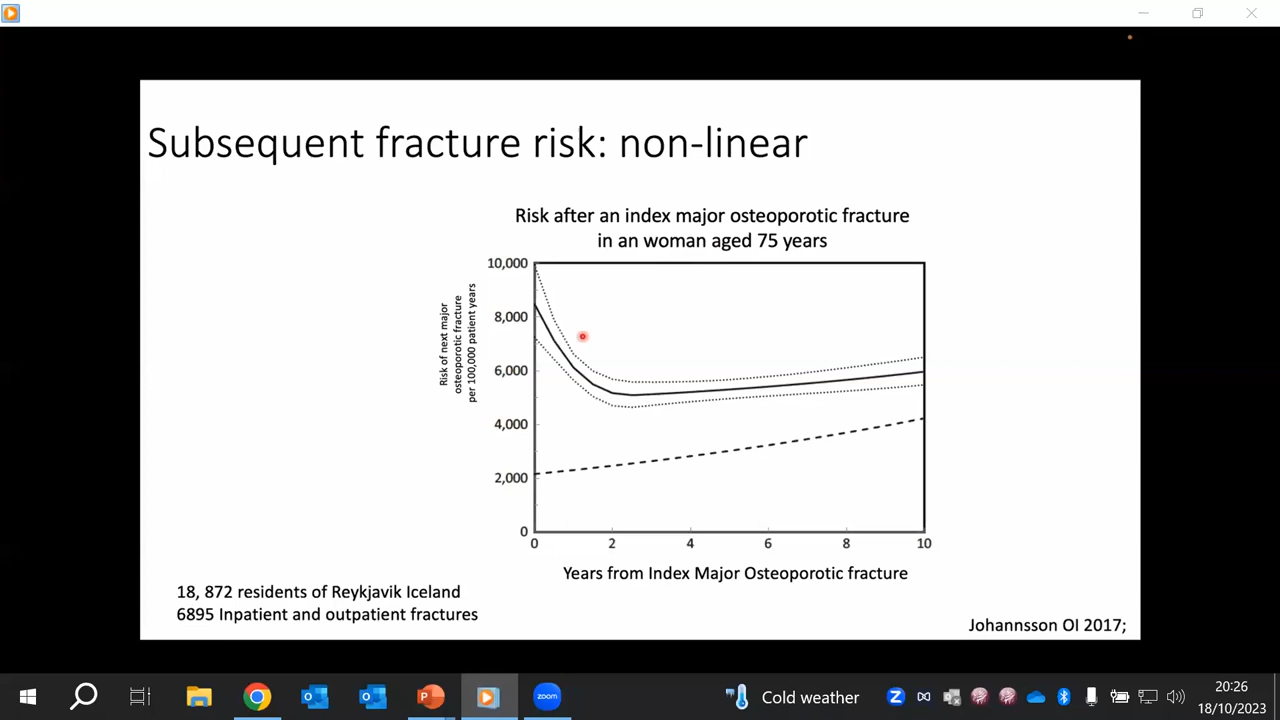 Subsequent fracture risk: non-linear
Risk after an index major osteoporotic fracture
in an woman aged 75 years
10,000
8,000
6,000
4,000
2,000
0
Risk of next major
osteoporotic fracture
per 100,000 patient years
0 2 4 6 8 10
Years from Index Major Osteoporotic fracture
18, 872 residents of Reykjavik Iceland
6895 Inpatient and outpatient fractures
Johannsson OI 2017;
zoom
Cold weather
20:26
18/10/2023